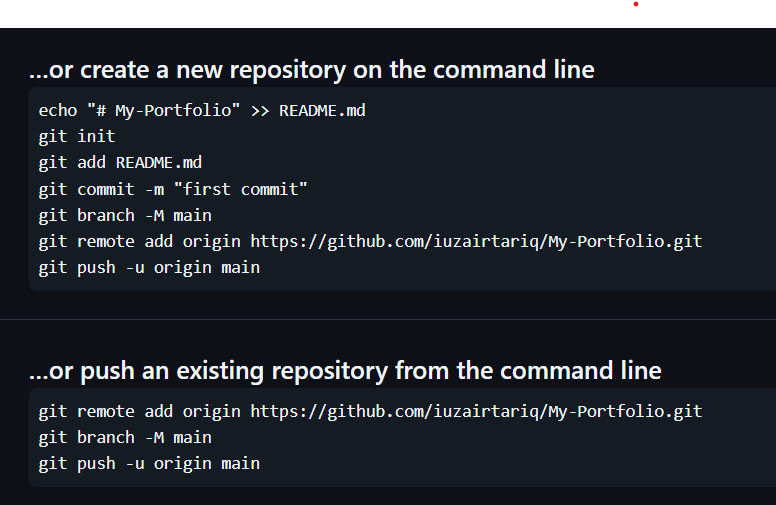 ...or create a new repository on the command line
echo "# My-Portfolio" >> README.md
git init
git add README.md
git commit -m "first commit"
git branch -M main
git remote add origin https://github.com/iuzairtariq/My-Portfolio.git
git push -u origin main
...or push an existing repository from the command line
git remote add origin https://github.com/iuzairtariq/My-Portfolio.git
git branch -M main
git push -u origin main